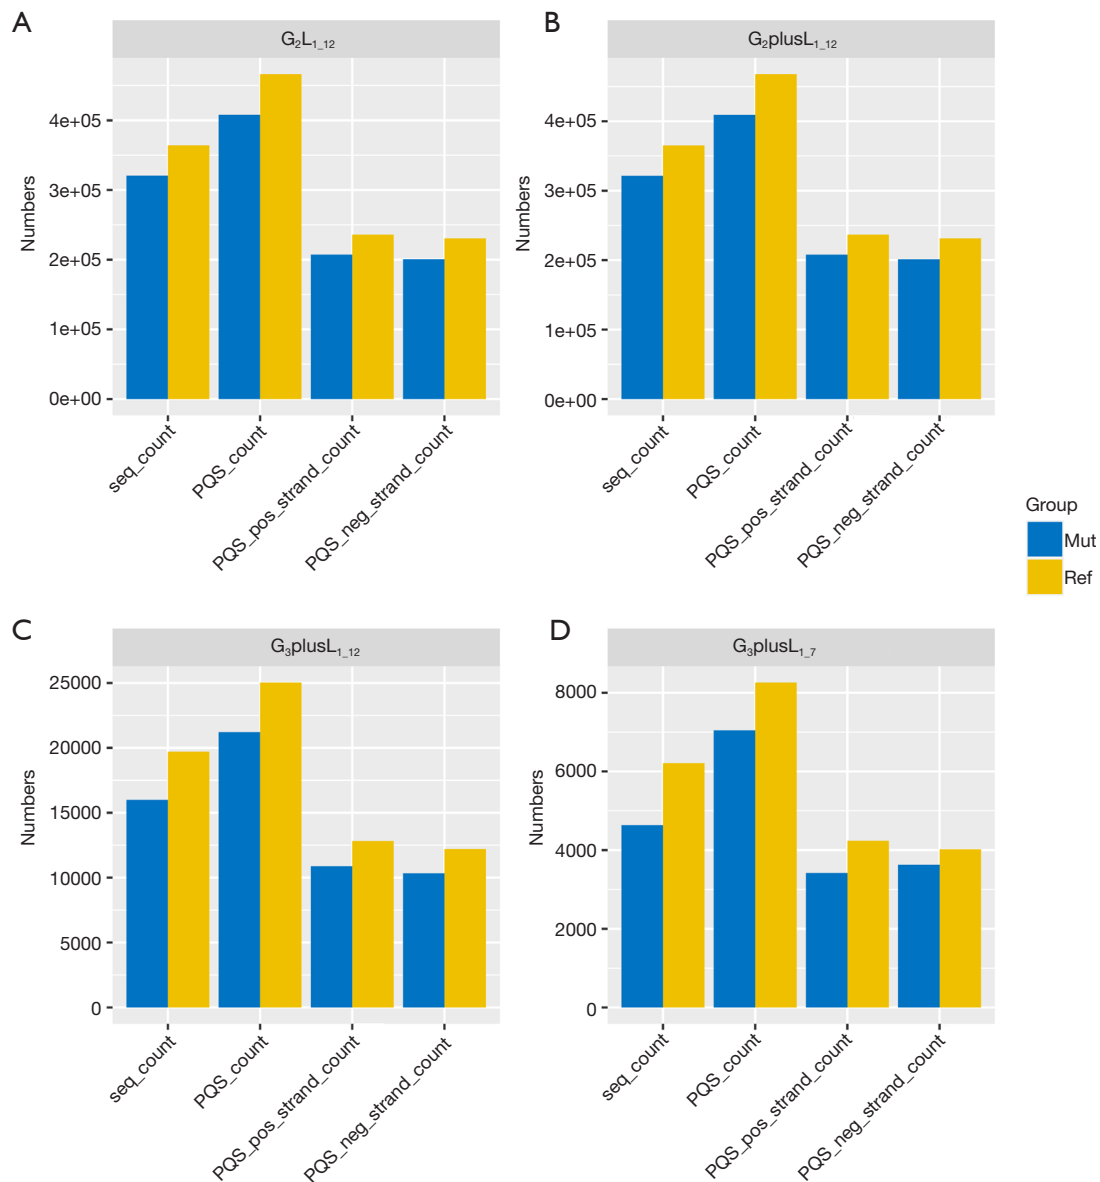 A
G₂L₁_₁₂
Numbers
4e+05
3e+05
2e+05
1e+05
0e+00
seq_count
PQS_count
PQS_pos_strand_count
PQS_neg_strand_count
B
G₂plusL₁_₁₂
Numbers
4e+05
3e+05
2e+05
1e+05
0e+00
seq_count
PQS_count
PQS_pos_strand_count
PQS_neg_strand_count
Group
Mut
Ref
C
G₃plusL₁_₁₂
Numbers
25000
20000
15000
10000
5000
0
seq_count
PQS_count
PQS_pos_strand_count
PQS_neg_strand_count
D
G₃plusL₁_₇
Numbers
8000
6000
4000
2000
0
seq_count
PQS_count
PQS_pos_strand_count
PQS_neg_strand_count